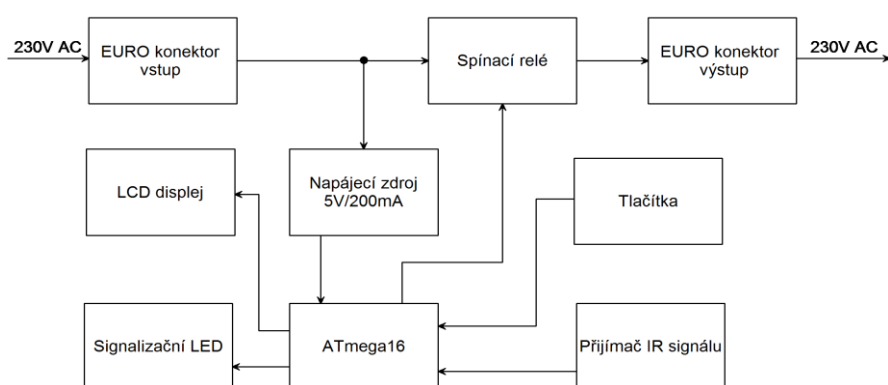 230V AC
EURO konektor
vstup
Spínací relé
EURO konektor
výstup
230V AC
LCD displej
Napájecí zdroj
5V/200mA
Tlačítka
Signalizační LED
ATmega16
Přijímač IR signálu